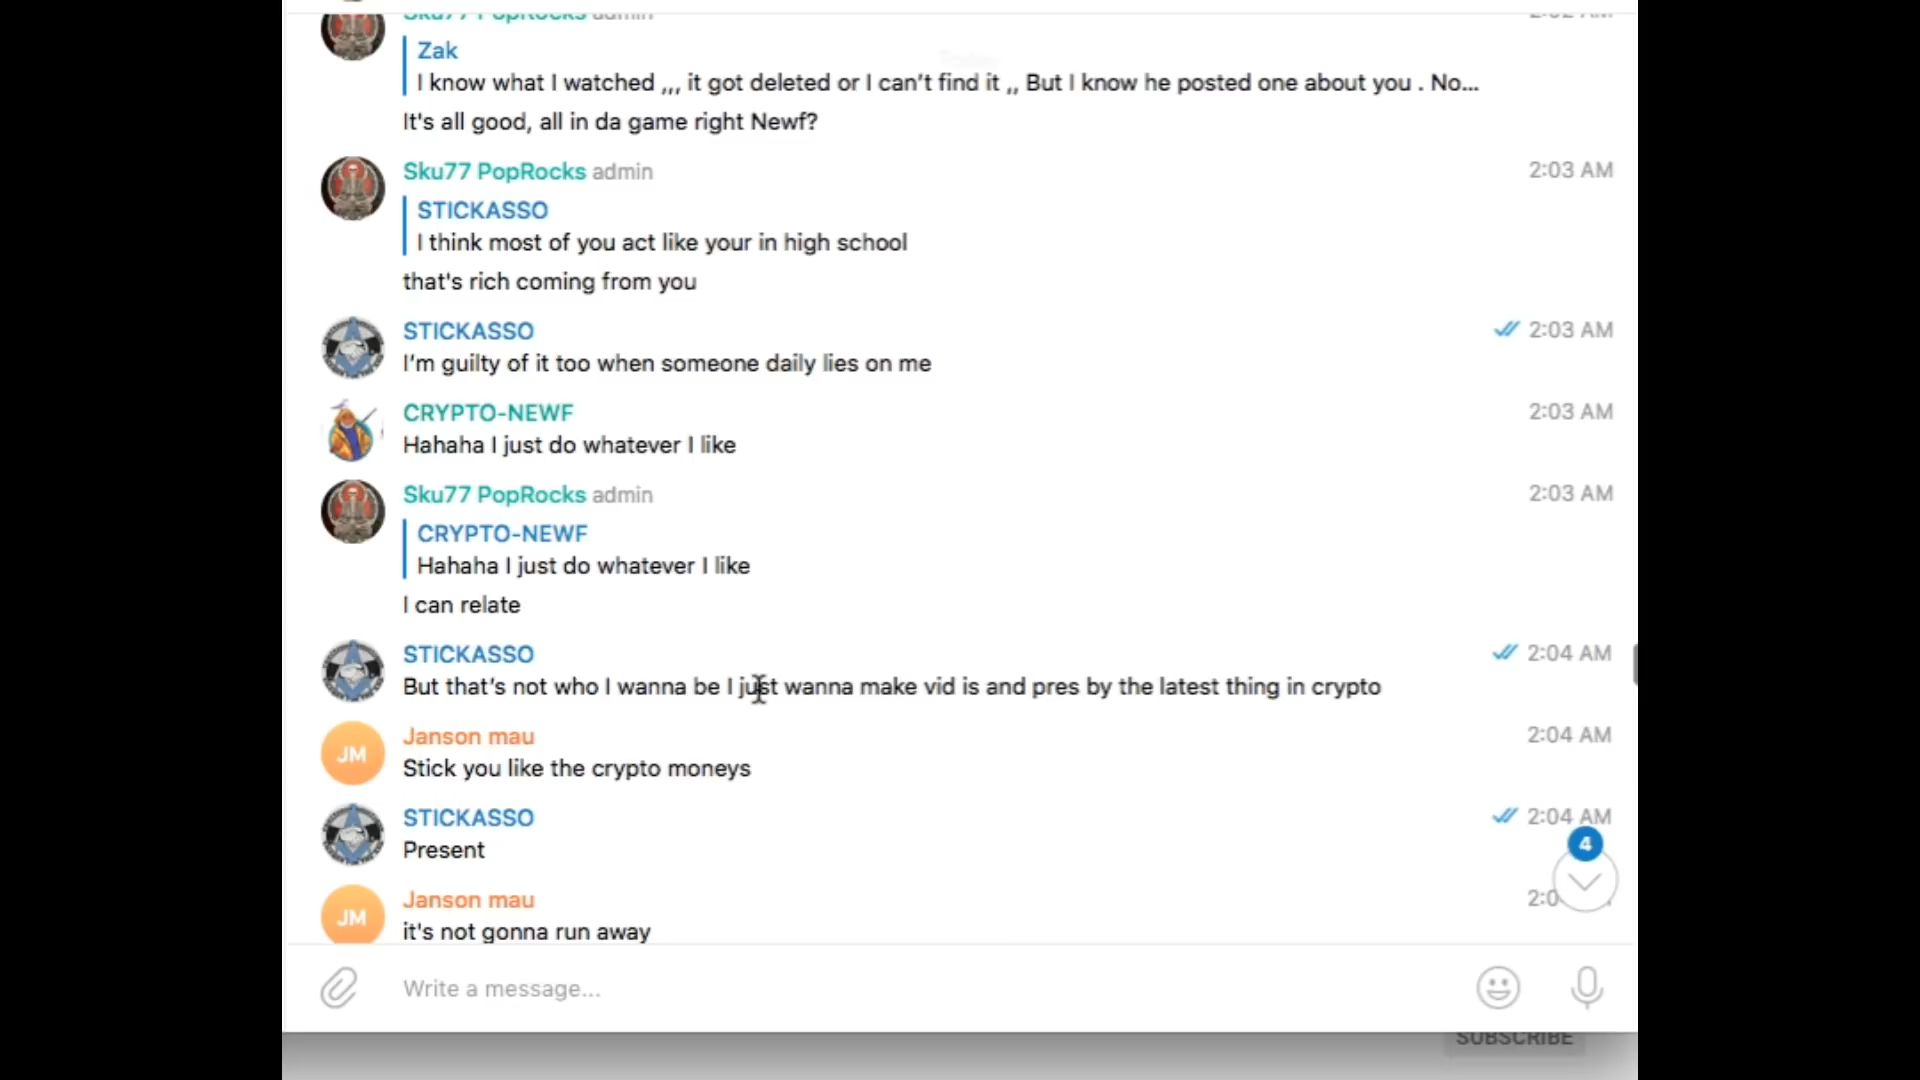 Sku77 PopRocks admin 2:02 AM
Zak
I know what I watched ,,, it got deleted or I can't find it ,, But I know he posted one about you . No...
It's all good, all in da game right Newf?
Sku77 PopRocks admin 2:03 AM
STICKASSO
I think most of you act like your in high school
that's rich coming from you
STICKASSO 2:03 AM
I'm guilty of it too when someone daily lies on me
CRYPTO-NEWF 2:03 AM
Hahaha I just do whatever I like
Sku77 PopRocks admin 2:03 AM
CRYPTO-NEWF
Hahaha I just do whatever I like
I can relate
STICKASSO 2:04 AM
But that's not who I wanna be I just wanna make vid is and pres by the latest thing in crypto
JM
Janson mau 2:04 AM
Stick you like the crypto moneys
STICKASSO 2:04 AM
Present
4
JM
Janson mau
it's not gonna run away
Write a message...
SUBSCRIBE